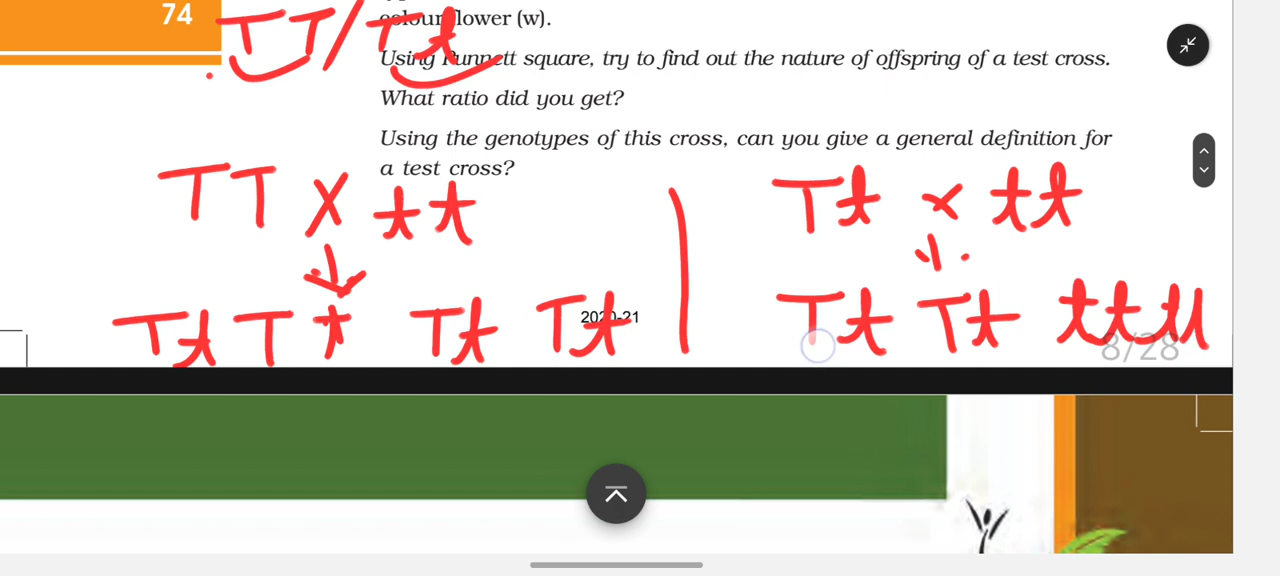 74
TT/Tt
colour flower (w).
Using Punnett square, try to find out the nature of offspring of a test cross.
What ratio did you get?
Using the genotypes of this cross, can you give a general definition for
a test cross?
TT X tt
Tt x tt
Tt Tt Tt Tt
Tt Tt tt tt
2020-21
8/28